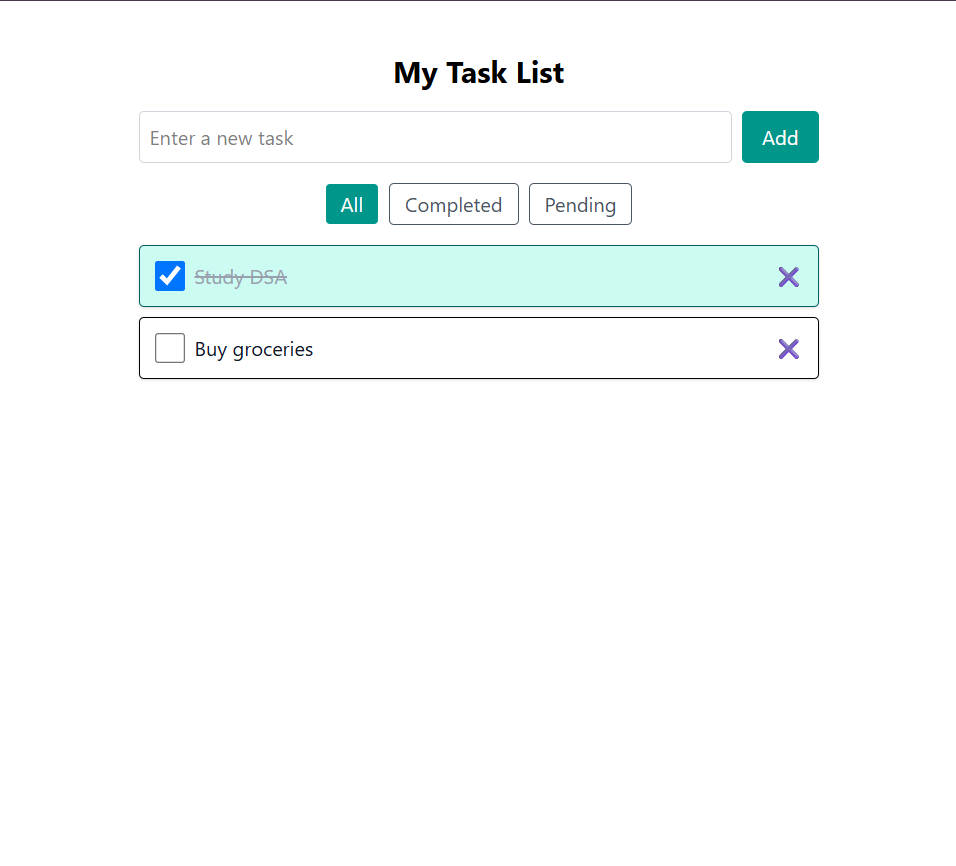 My Task List
Enter a new task Add
All Completed Pending
Study DSA
Buy groceries